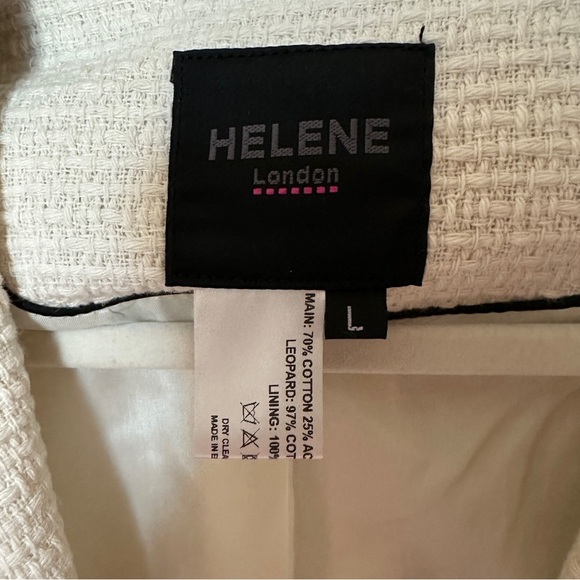 HELENE
London
L
MAIN: 70% COTTON 25% AC
LEOPARD: 97% COT
LINING: 100%
DRY CLEA
MADE IN E